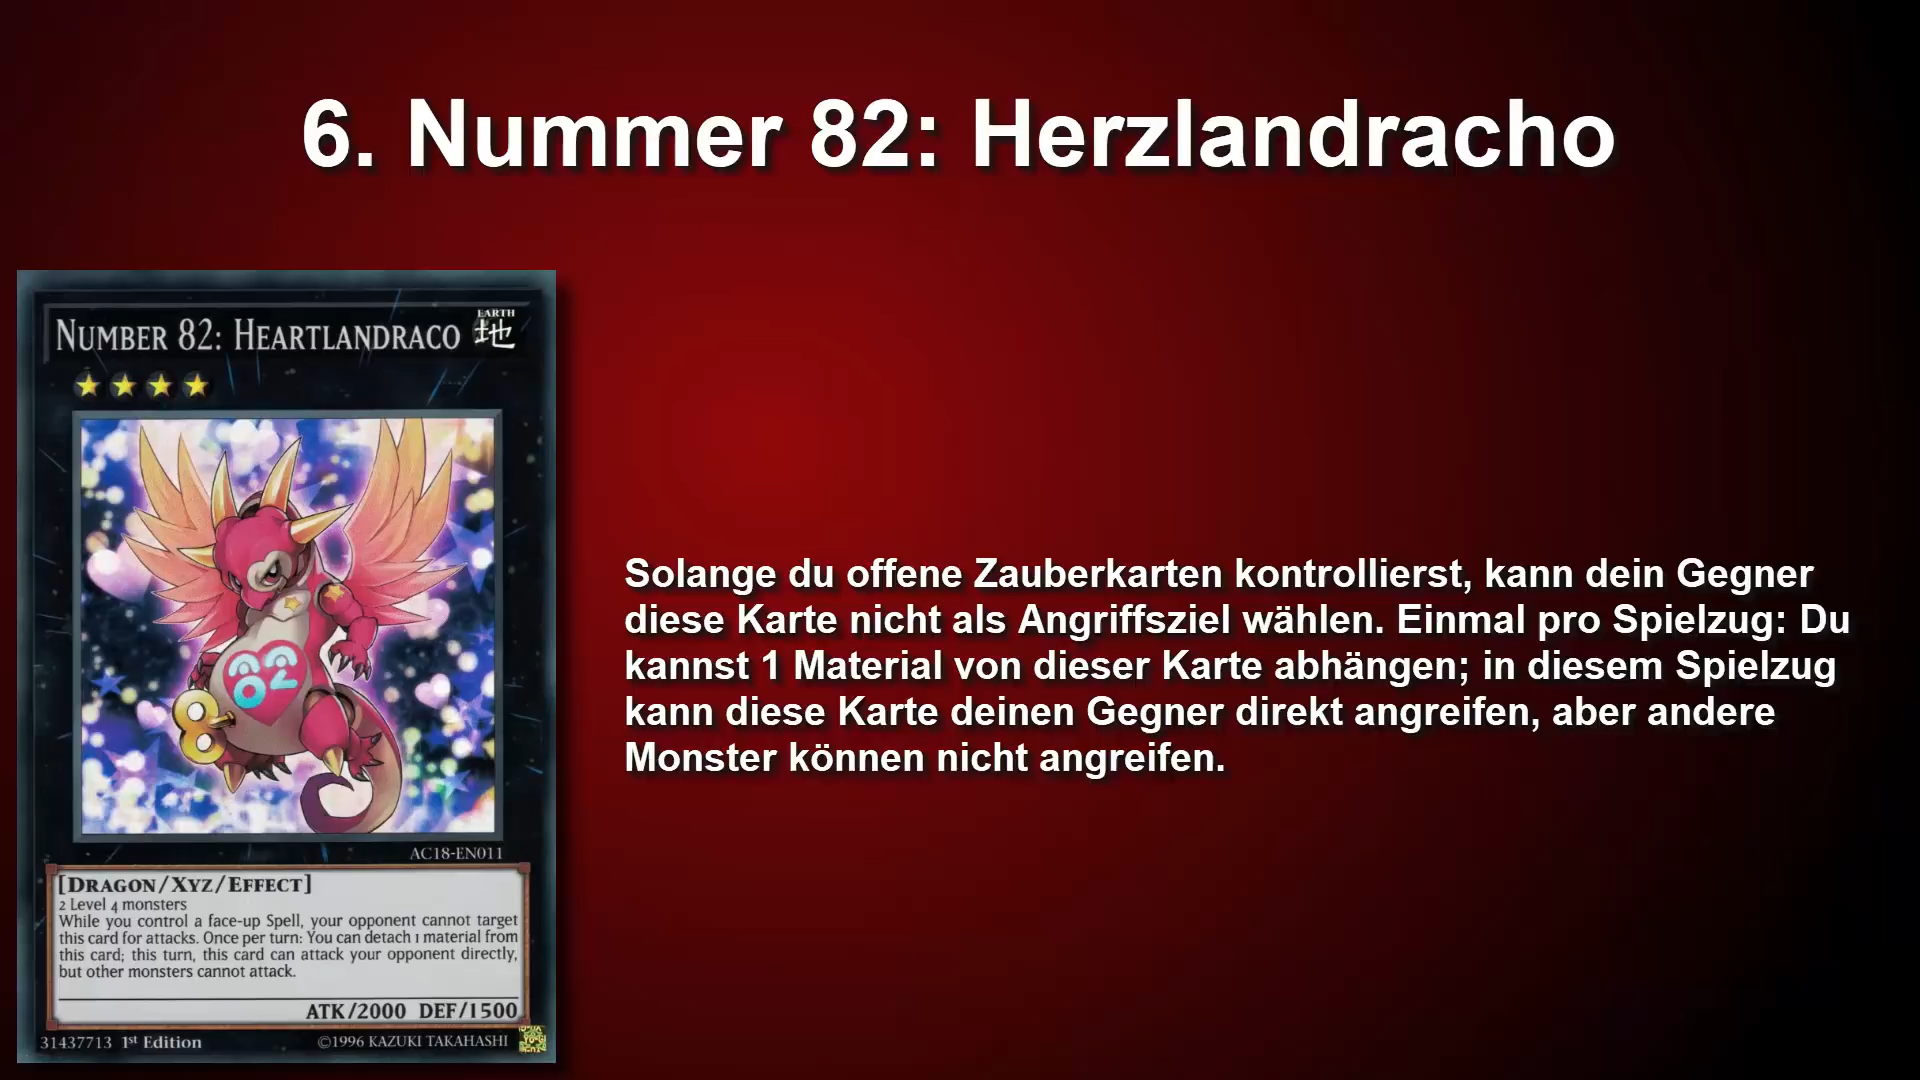 6. Nummer 82: Herzlandracho
Number 82: Heartlandraco
EARTH
地
82
AC18-EN011
[Dragon/Xyz/Effect]
2 Level 4 monsters
While you control a face-up Spell, your opponent cannot target
this card for attacks. Once per turn: You can detach 1 material from
this card; this turn, this card can attack your opponent directly,
but other monsters cannot attack.
ATK/2000 DEF/1500
31437713 1st Edition
©1996 KAZUKI TAKAHASHI
Solange du offene Zauberkarten kontrollierst, kann dein Gegner
diese Karte nicht als Angriffsziel wählen. Einmal pro Spielzug: Du
kannst 1 Material von dieser Karte abhängen; in diesem Spielzug
kann diese Karte deinen Gegner direkt angreifen, aber andere
Monster können nicht angreifen.